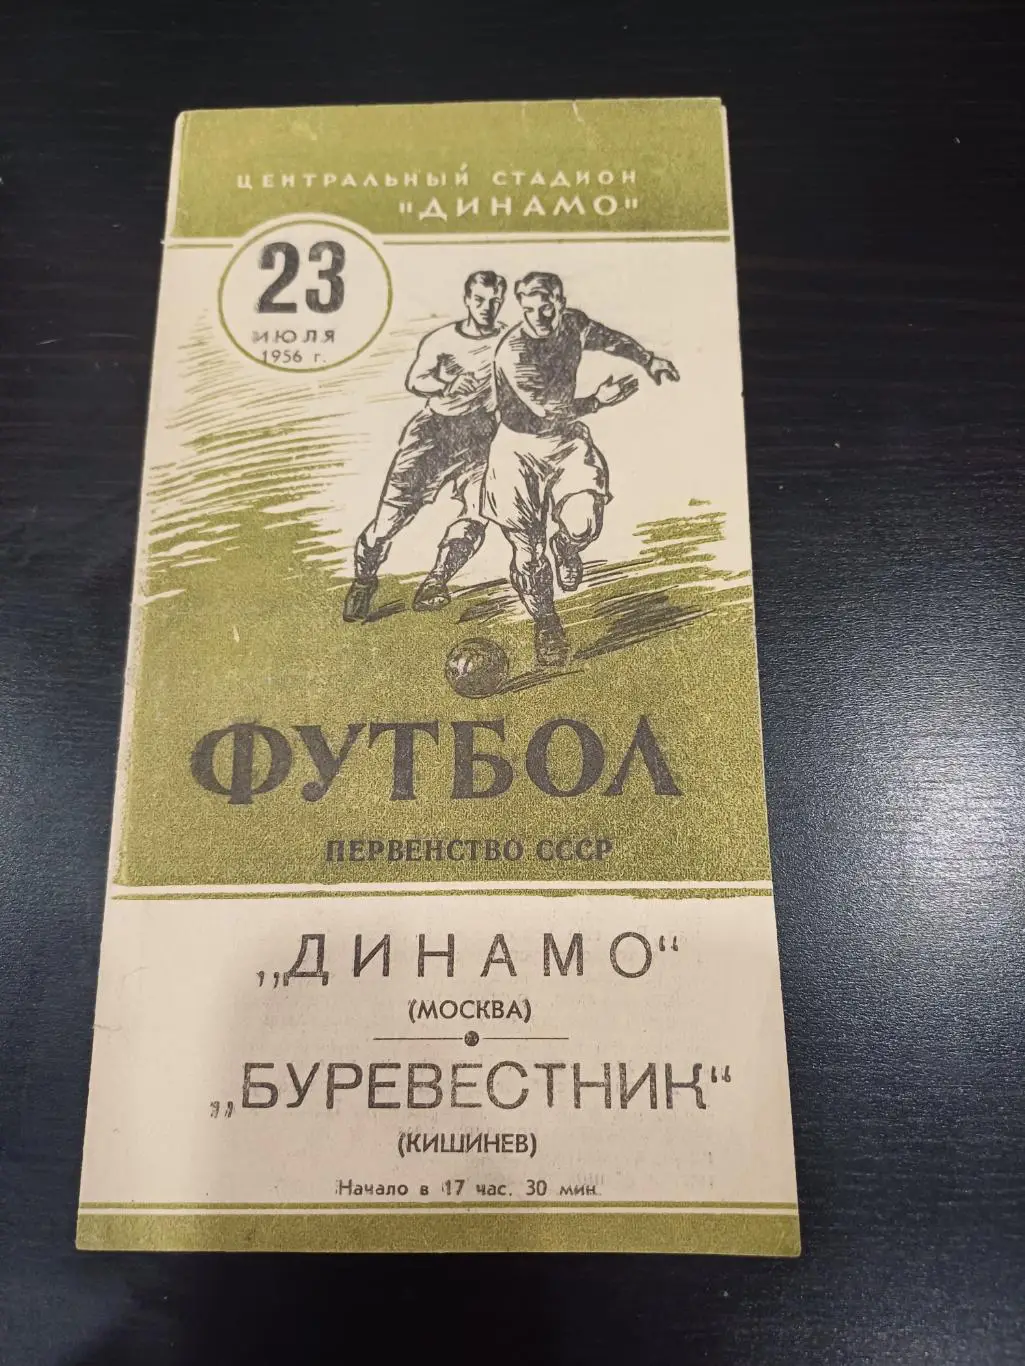 ЦЕНТРАЛЬНЫЙ СТАДИОН
"ДИНАМО"
23
ИЮЛЯ
1956 г.
ФУТБОЛ
ПЕРВЕНСТВО СССР
„ДИНАМО“
(МОСКВА)
„БУРЕВЕСТНИК“
(КИШИНЕВ)
Начало в 17 час. 30 мин.